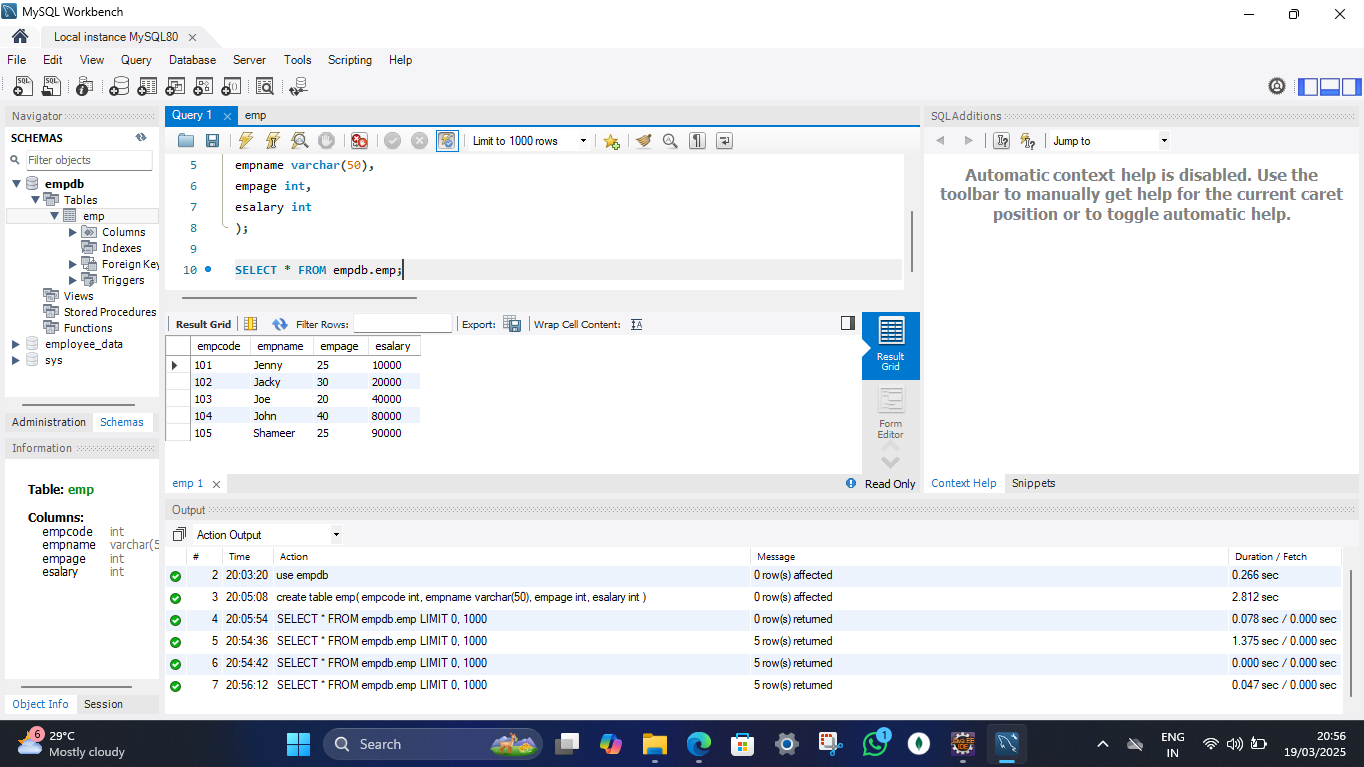 MySQL Workbench
Local instance MySQL80
File Edit View Query Database Server Tools Scripting Help
Navigator
SCHEMAS
Filter objects
empdb
Tables
emp
Columns
Indexes
Foreign Key
Triggers
Views
Stored Procedures
Functions
employee_data
sys
Administration Schemas
Information
Table: emp
Columns:
empcode int
empname varchar(5
empage int
esalary int
Object Info Session
Query 1 emp
Limit to 1000 rows
5 empname varchar(50),
6 empage int,
7 esalary int
8 );
9
10 SELECT * FROM empdb.emp;
Result Grid Filter Rows: Export: Wrap Cell Content:
empcode empname empage esalary
101 Jenny 25 10000
102 Jacky 30 20000
103 Joe 20 40000
104 John 40 80000
105 Shameer 25 90000
Result
Grid
Form
Editor
emp 1
Read Only
SQLAdditions
Jump to
Automatic context help is disabled. Use the
toolbar to manually get help for the current caret
position or to toggle automatic help.
Context Help Snippets
Output
Action Output
# Time Action Message Duration / Fetch
2 20:03:20 use empdb 0 row(s) affected 0.266 sec
3 20:05:08 create table emp( empcode int, empname varchar(50), empage int, esalary int ) 0 row(s) affected 2.812 sec
4 20:05:54 SELECT * FROM empdb.emp LIMIT 0, 1000 0 row(s) returned 0.078 sec / 0.000 sec
5 20:54:36 SELECT * FROM empdb.emp LIMIT 0, 1000 5 row(s) returned 1.375 sec / 0.000 sec
6 20:54:42 SELECT * FROM empdb.emp LIMIT 0, 1000 5 row(s) returned 0.000 sec / 0.000 sec
7 20:56:12 SELECT * FROM empdb.emp LIMIT 0, 1000 5 row(s) returned 0.047 sec / 0.000 sec
6
29°C
Mostly cloudy
Search
1
ENG
IN
20:56
19/03/2025